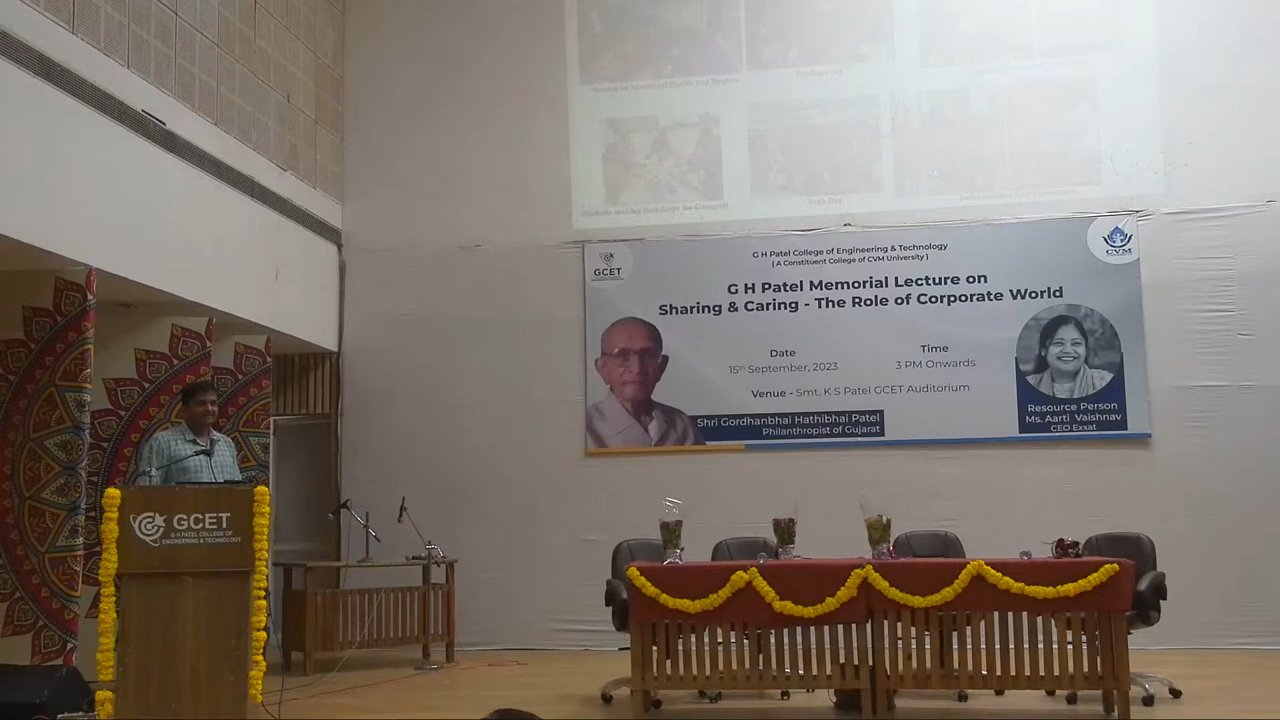 Yoga Day
G H Patel College of Engineering & Technology
( A Constituent College of CVM University )
GCET
CVM
G H Patel Memorial Lecture on
Sharing & Caring - The Role of Corporate World
Date
15th September, 2023
Time
3 PM Onwards
Venue - Smt. K S Patel GCET Auditorium
Shri Gordhanbhai Hathibhai Patel
Philanthropist of Gujarat
Resource Person
Ms. Aarti Vaishnav
CEO Exxat
GCET
G H PATEL COLLEGE OF
ENGINEERING & TECHNOLOGY